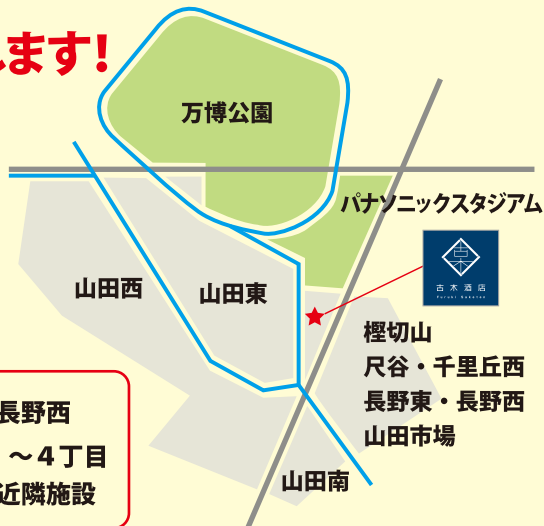 ます!
万博公園
パナソニックスタジアム
古木酒店
Furuki Saketen
山田西
山田東
樫切山
尺谷・千里丘西
長野東・長野西
山田市場
長野西
～4丁目
近隣施設
山田南